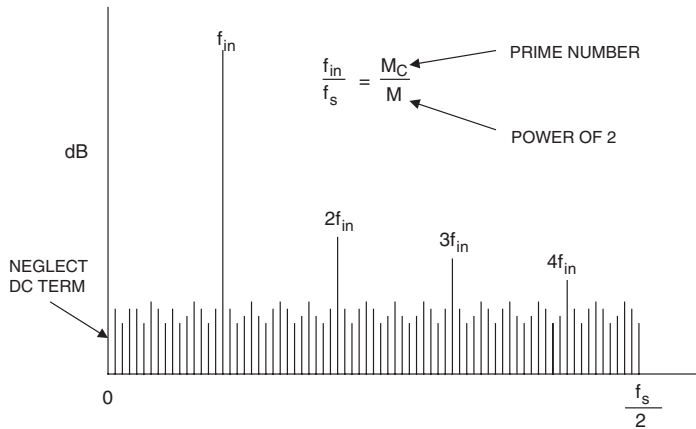 f_in
f_in / f_s = M_C / M
PRIME NUMBER
POWER OF 2
dB
2f_in
3f_in
4f_in
NEGLECT
DC TERM
0
f_s / 2